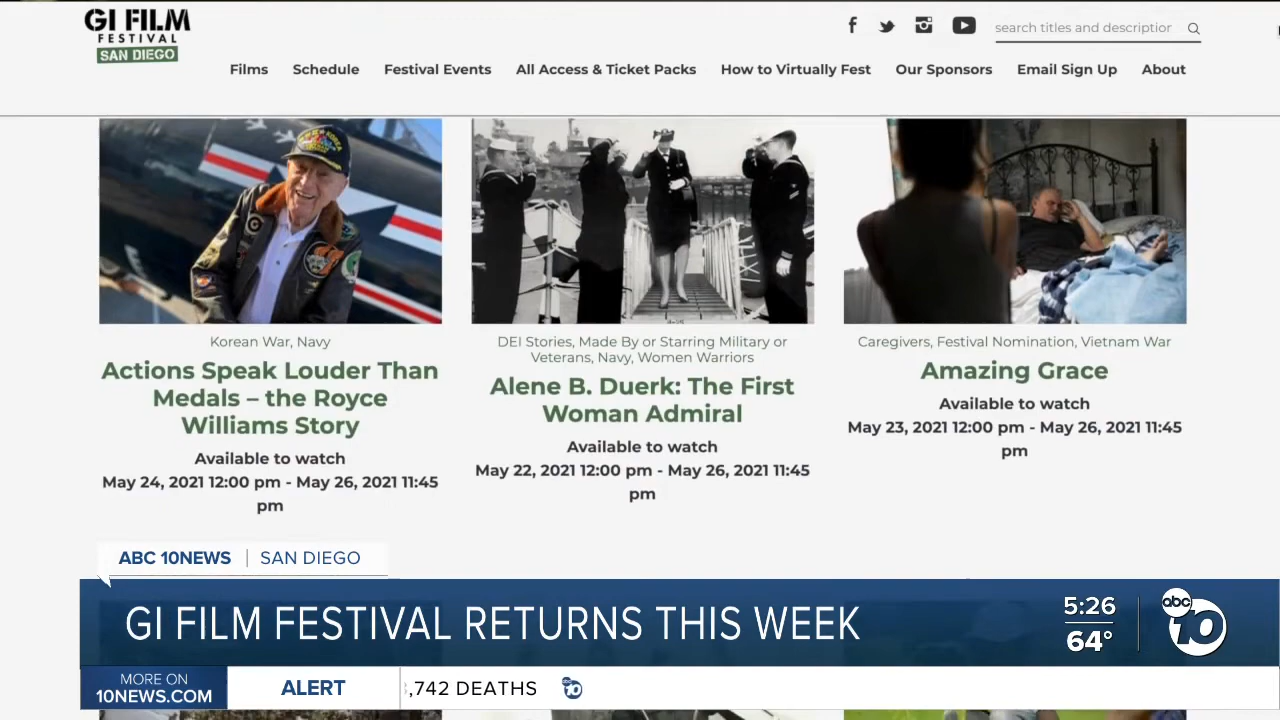 GI FILM
FESTIVAL
SAN DIEGO
search titles and descriptior
Films Schedule Festival Events All Access & Ticket Packs How to Virtually Fest Our Sponsors Email Sign Up About
Korean War, Navy
Actions Speak Louder Than
Medals – the Royce
Williams Story
Available to watch
May 24, 2021 12:00 pm - May 26, 2021 11:45
pm
DEI Stories, Made By or Starring Military or
Veterans, Navy, Women Warriors
Alene B. Duerk: The First
Woman Admiral
Available to watch
May 22, 2021 12:00 pm - May 26, 2021 11:45
pm
Caregivers, Festival Nomination, Vietnam War
Amazing Grace
Available to watch
May 23, 2021 12:00 pm - May 26, 2021 11:45
pm
ABC 10NEWS | SAN DIEGO
GI FILM FESTIVAL RETURNS THIS WEEK
5:26
64°
abc
10
MORE ON
10NEWS.COM
ALERT
,742 DEATHS